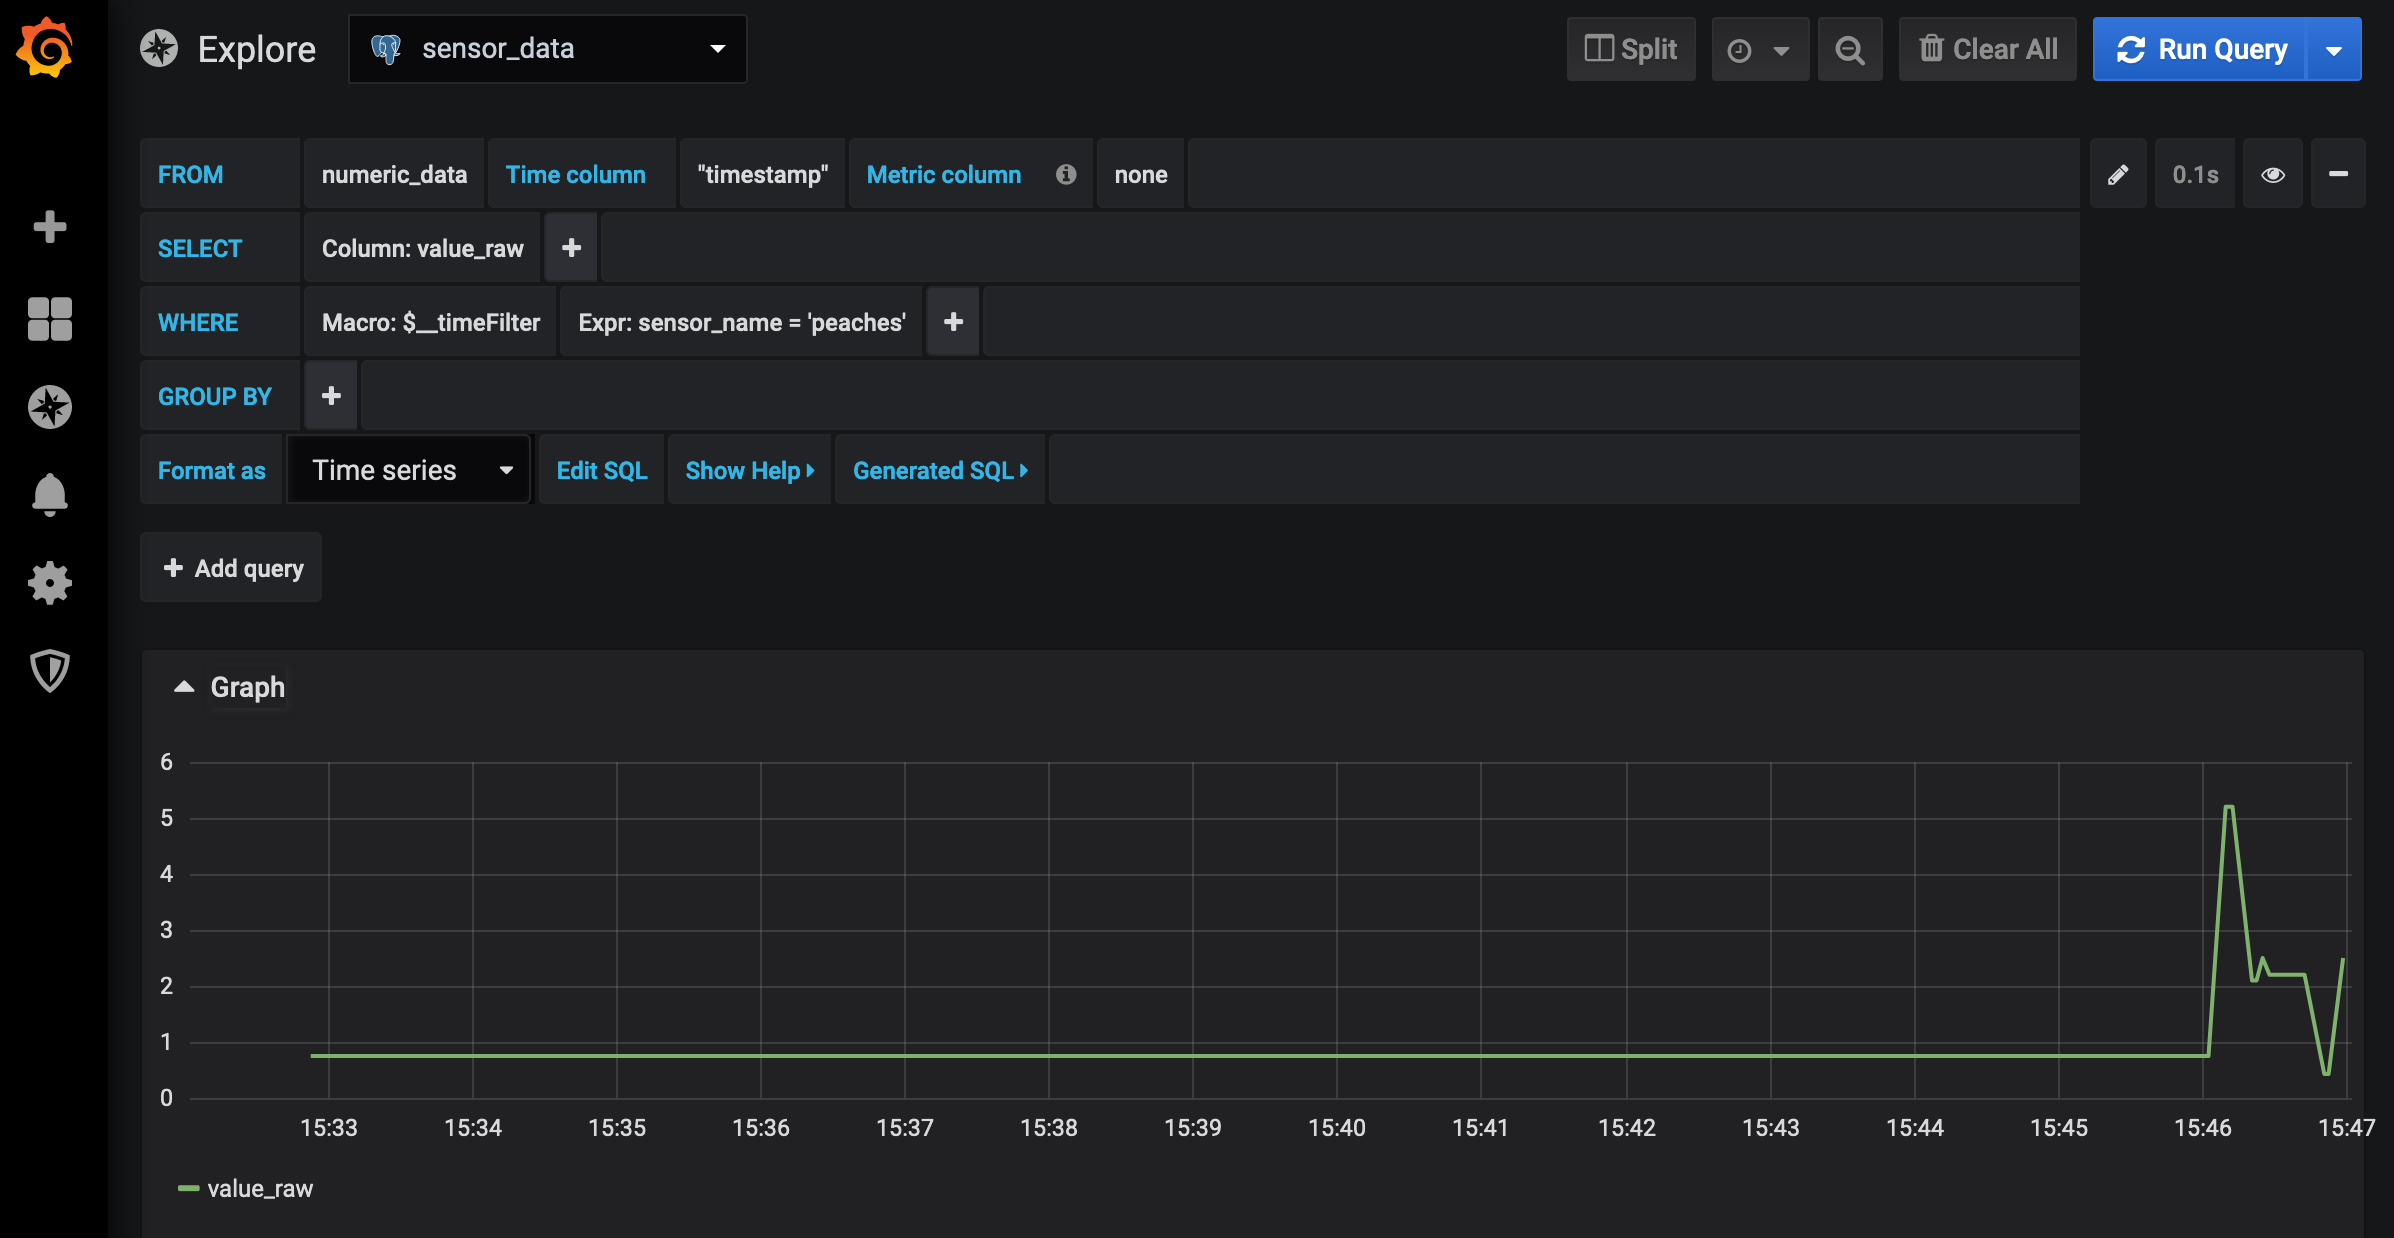 Explore sensor_data Split Clear All Run Query
FROM numeric_data Time column "timestamp" Metric column none 0.1s
SELECT Column: value_raw +
WHERE Macro: $__timeFilter Expr: sensor_name = 'peaches' +
GROUP BY +
Format as Time series Edit SQL Show Help Generated SQL
+ Add query
Graph
6
5
4
3
2
1
0
15:33 15:34 15:35 15:36 15:37 15:38 15:39 15:40 15:41 15:42 15:43 15:44 15:45 15:46 15:47
value_raw